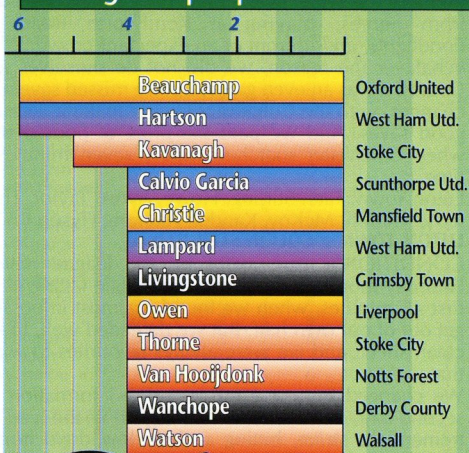 6 4 2
Beauchamp Oxford United
Hartson West Ham Utd.
Kavanagh Stoke City
Calvio Garcia Scunthorpe Utd.
Christie Mansfield Town
Lampard West Ham Utd.
Livingstone Grimsby Town
Owen Liverpool
Thorne Stoke City
Van Hooijdonk Notts Forest
Wanchope Derby County
Watson Walsall